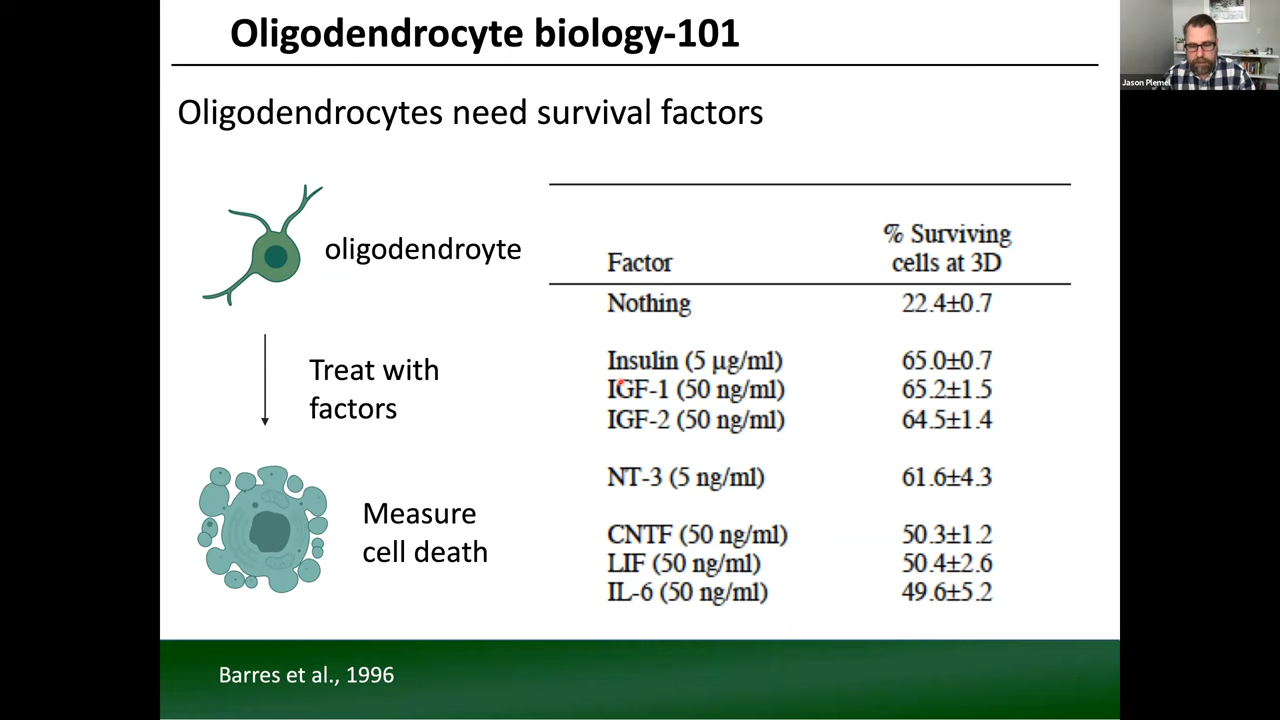 Oligodendrocyte biology-101
Jason Plemel
Oligodendrocytes need survival factors
oligodendroyte
Treat with
factors
Measure
cell death
% Surviving
Factor cells at 3D
Nothing 22.4±0.7
Insulin (5 μg/ml) 65.0±0.7
IGF-1 (50 ng/ml) 65.2±1.5
IGF-2 (50 ng/ml) 64.5±1.4
NT-3 (5 ng/ml) 61.6±4.3
CNTF (50 ng/ml) 50.3±1.2
LIF (50 ng/ml) 50.4±2.6
IL-6 (50 ng/ml) 49.6±5.2
Barres et al., 1996